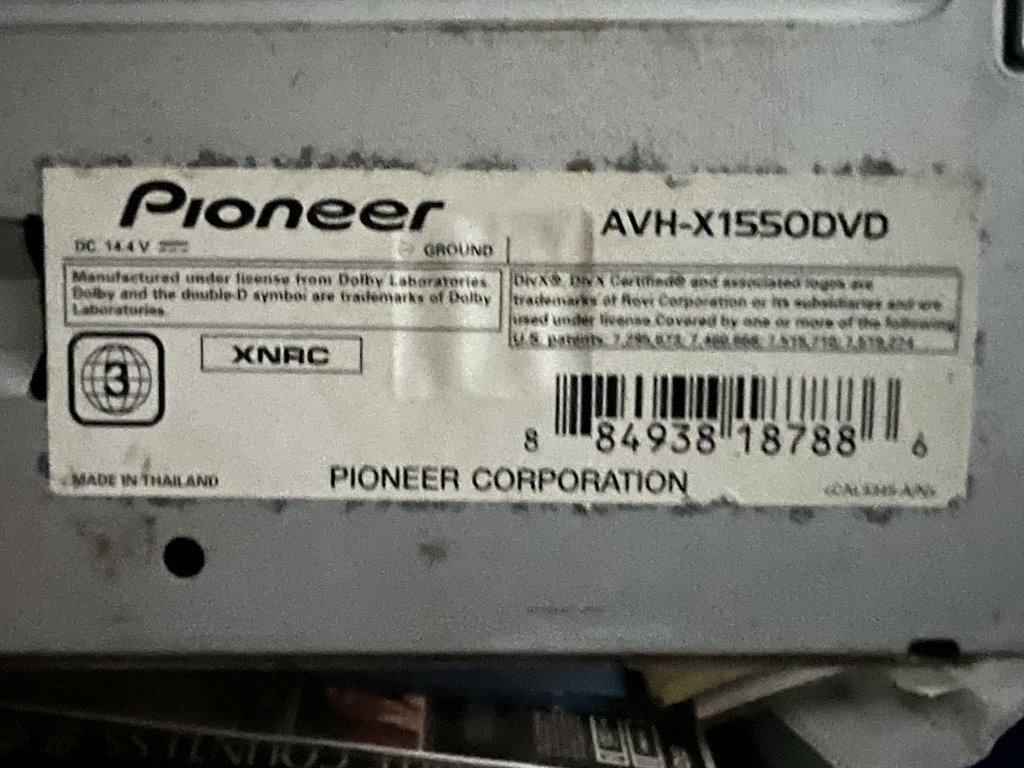 Pioneer
AVH-X1550DVD
DC 14.4 V
GROUND
Manufactured under license from Dolby Laboratories.
Dolby and the double-D symbol are trademarks of Dolby
Laboratories.
DivX®, DivX Certified® and associated logos are
trademarks of Rovi Corporation or its subsidiaries and are
used under license.Covered by one or more of the following
U.S. patents:
XNRC
3
8 84938 18788 6
MADE IN THAILAND
PIONEER CORPORATION
COUNTESS